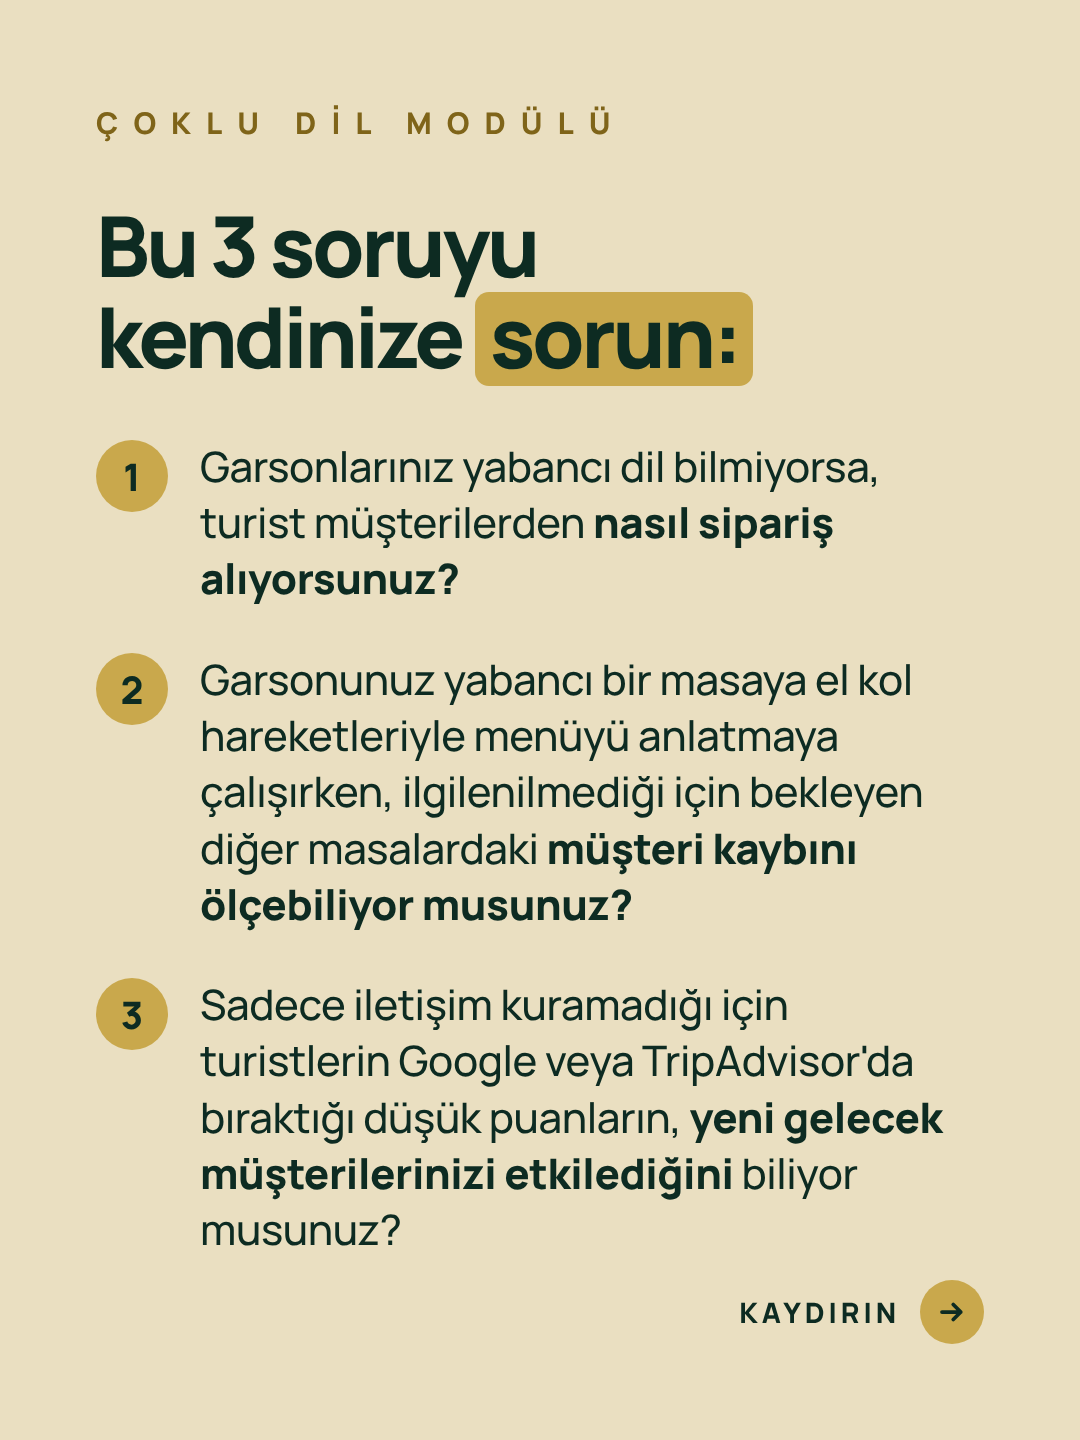 ÇOKLU DİL MODÜLÜ
Bu 3 soruyu
kendinize sorun:
1 Garsonlarınız yabancı dil bilmiyorsa,
turist müşterilerden nasıl sipariş
alıyorsunuz?
2 Garsonunuz yabancı bir masaya el kol
hareketleriyle menüyü anlatmaya
çalışırken, ilgilenilmediği için bekleyen
diğer masalardaki müşteri kaybını
ölçebiliyor musunuz?
3 Sadece iletişim kuramadığı için
turistlerin Google veya TripAdvisor'da
bıraktığı düşük puanların, yeni gelecek
müşterilerinizi etkilediğini biliyor
musunuz?
KAYDIRIN →